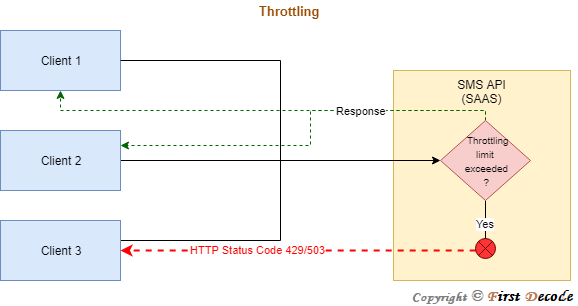 Throttling
Client 1
SMS API
(SAAS)
Response
Client 2
Throttling
limit
exceeded
?
Yes
Client 3
HTTP Status Code 429/503
Copyright © First Decode